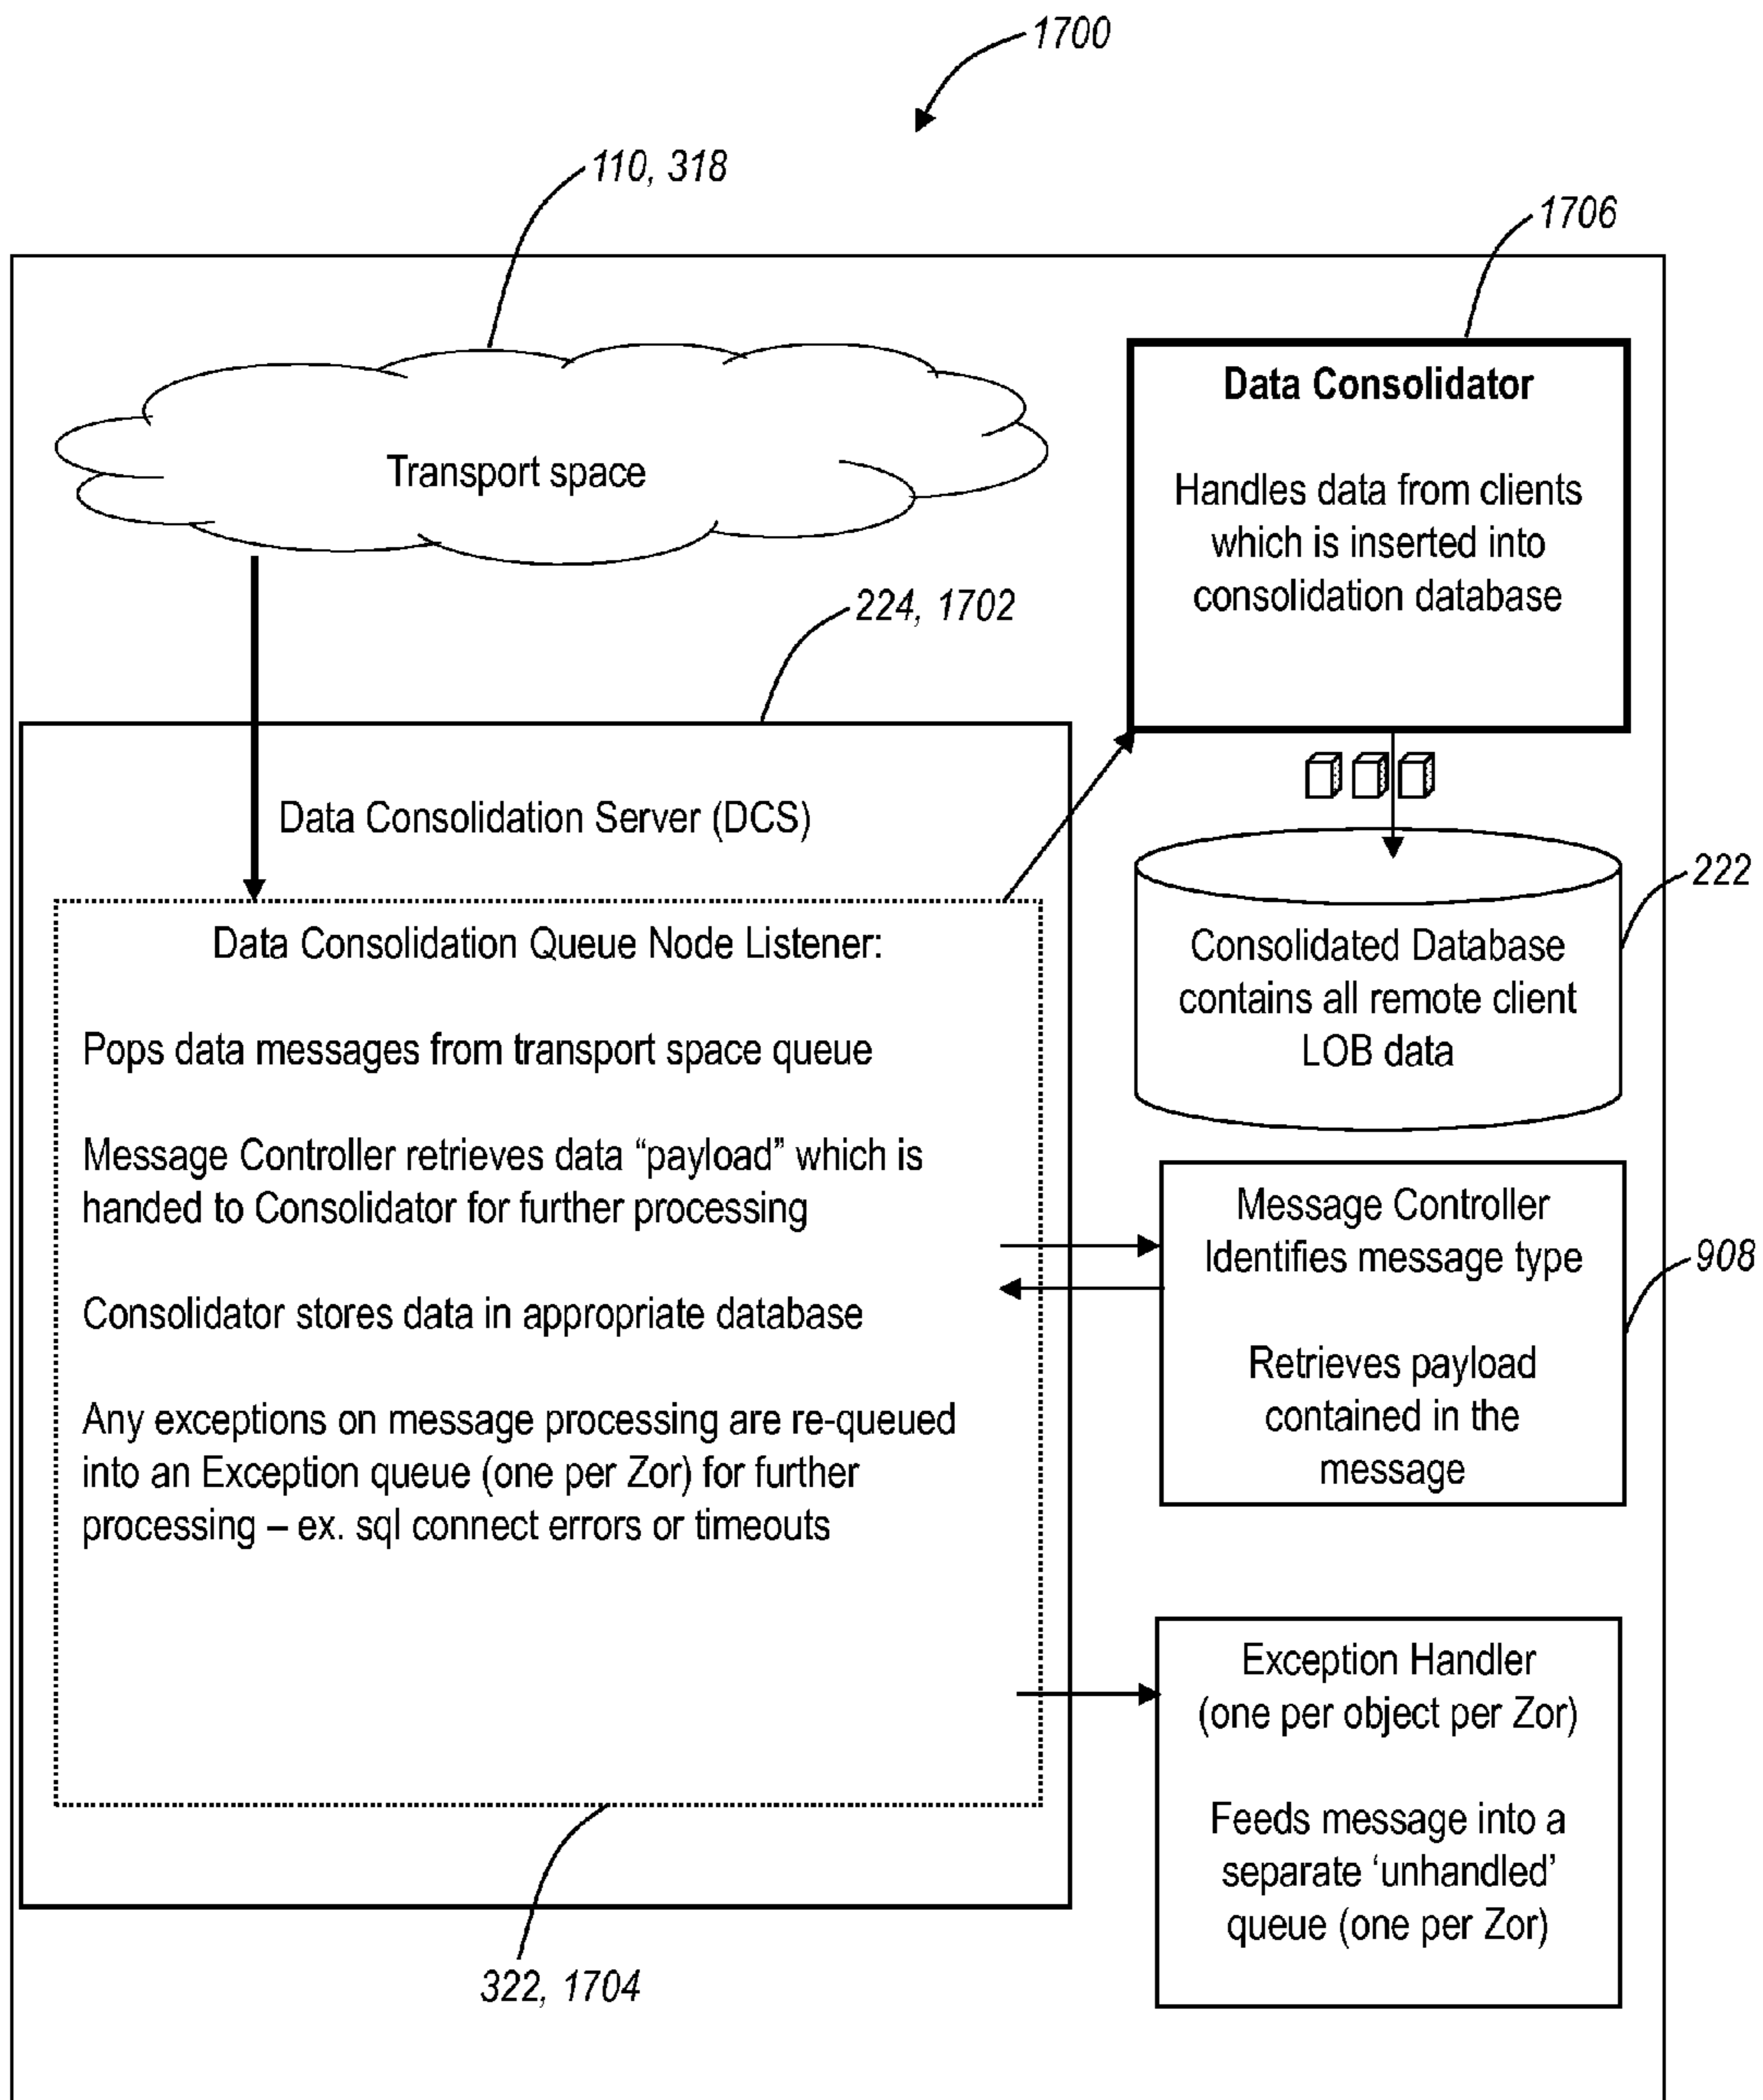 1700
110, 318
1706
Transport space
Data Consolidator
Handles data from clients
which is inserted into
consolidation database
224, 1702
Data Consolidation Server (DCS)
Data Consolidation Queue Node Listener:
Pops data messages from transport space queue
Message Controller retrieves data “payload” which is
handed to Consolidator for further processing
Consolidator stores data in appropriate database
Any exceptions on message processing are re-queued
into an Exception queue (one per Zor) for further
processing – ex. sql connect errors or timeouts
322, 1704
222
Consolidated Database
contains all remote client
LOB data
Message Controller
Identifies message type
Retrieves payload
contained in the
message
908
Exception Handler
(one per object per Zor)
Feeds message into a
separate ‘unhandled’
queue (one per Zor)